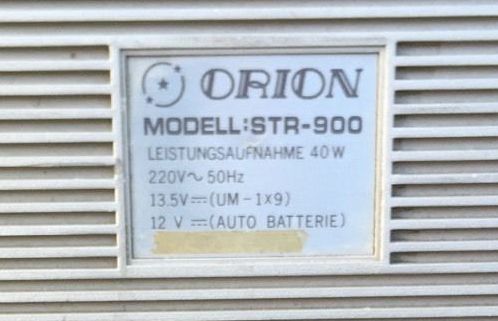 ORION
MODELL:STR-900
LEISTUNGSAUFNAHME 40W
220V~ 50Hz
13.5V⎓(UM-1X9)
12 V ⎓(AUTO BATTERIE)